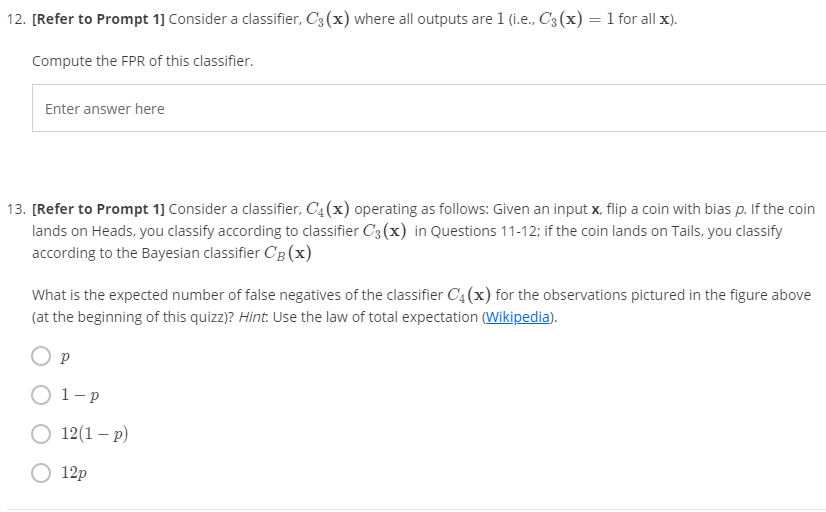 12. [Refer to Prompt 1] Consider a classifier, C₃(x) where all outputs are 1 (i.e., C₃(x) = 1 for all x).
Compute the FPR of this classifier.
Enter answer here
13. [Refer to Prompt 1] Consider a classifier, C₄(x) operating as follows: Given an input x, flip a coin with bias p. If the coin
lands on Heads, you classify according to classifier C₃(x) in Questions 11-12; if the coin lands on Tails, you classify
according to the Bayesian classifier C_B(x)
What is the expected number of false negatives of the classifier C₄(x) for the observations pictured in the figure above
(at the beginning of this quizz)? Hint: Use the law of total expectation (Wikipedia).
p
1 − p
12(1 − p)
12p